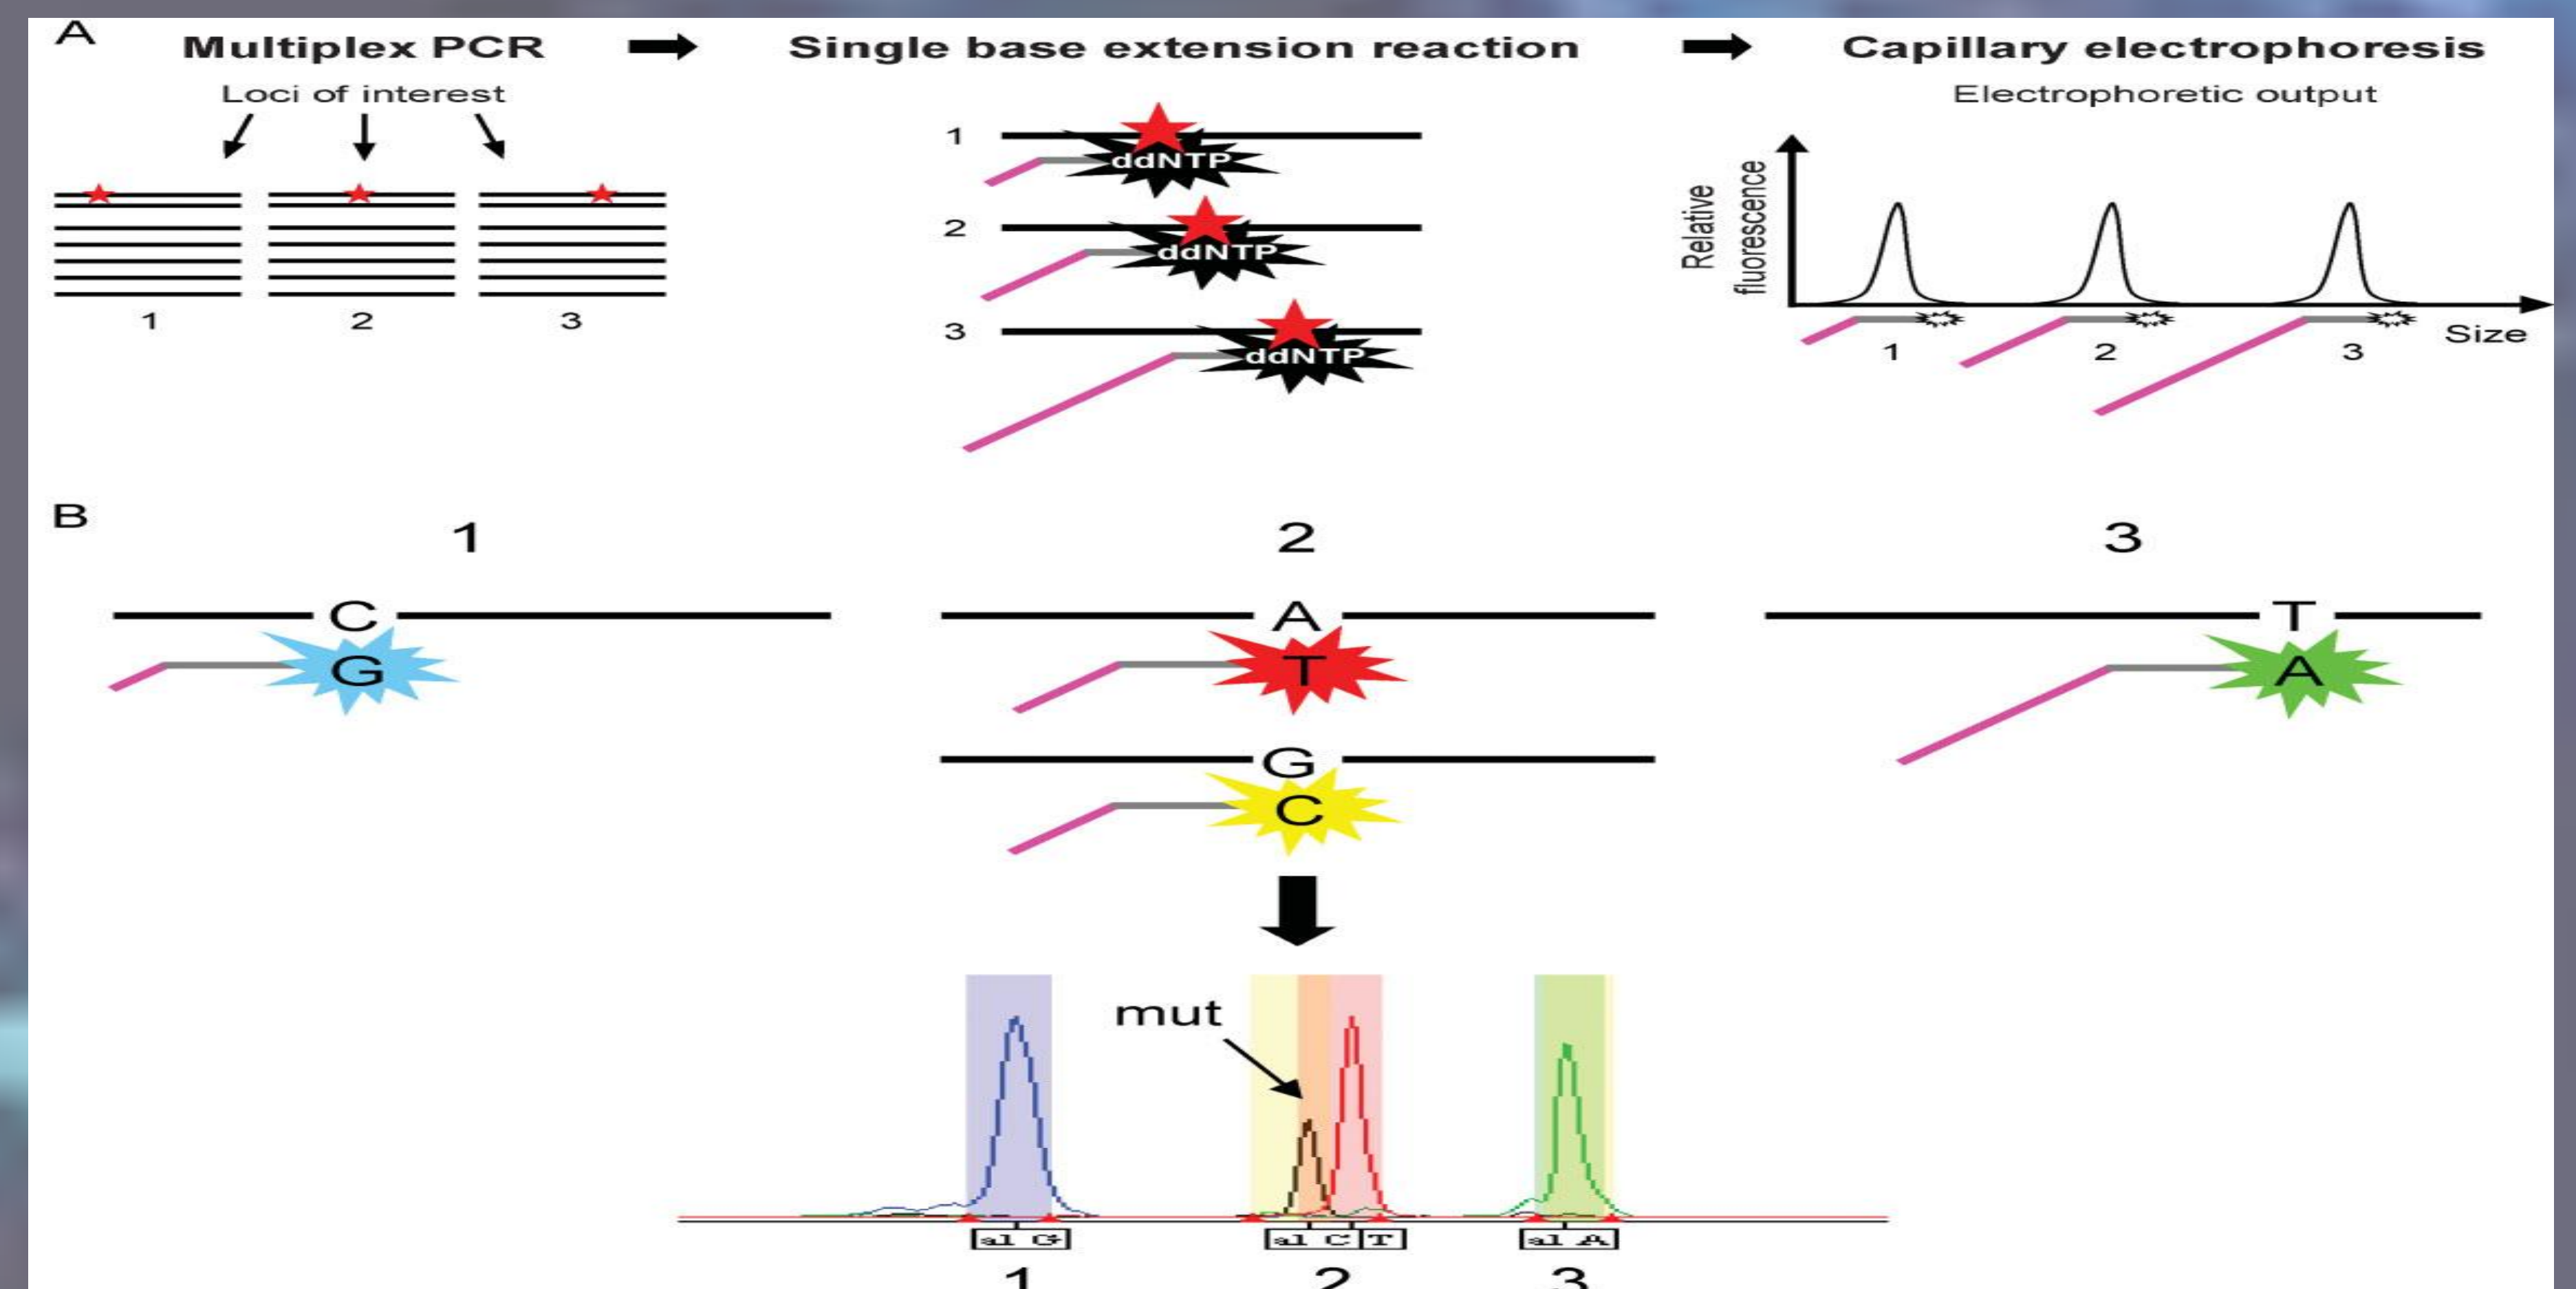 A
Multiplex PCR
Single base extension reaction
Capillary electrophoresis
Loci of interest
Electrophoretic output
1
2
3
1
ddNTP
2
ddNTP
3
ddNTP
Relative
fluorescence
1
2
3
Size
B
1
2
3
C
G
A
T
G
C
T
A
mut
al G
al C T
al A
1
2
3